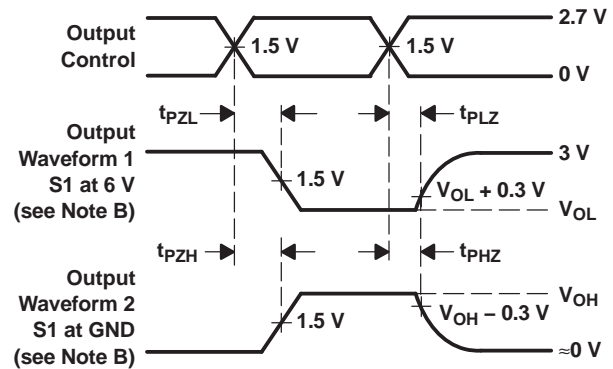 Output
Control
1.5 V
1.5 V
2.7 V
0 V
tPZL
tPLZ
Output
Waveform 1
S1 at 6 V
(see Note B)
1.5 V
VOL + 0.3 V
3 V
VOL
tPZH
tPHZ
Output
Waveform 2
S1 at GND
(see Note B)
1.5 V
VOH − 0.3 V
VOH
≈0 V